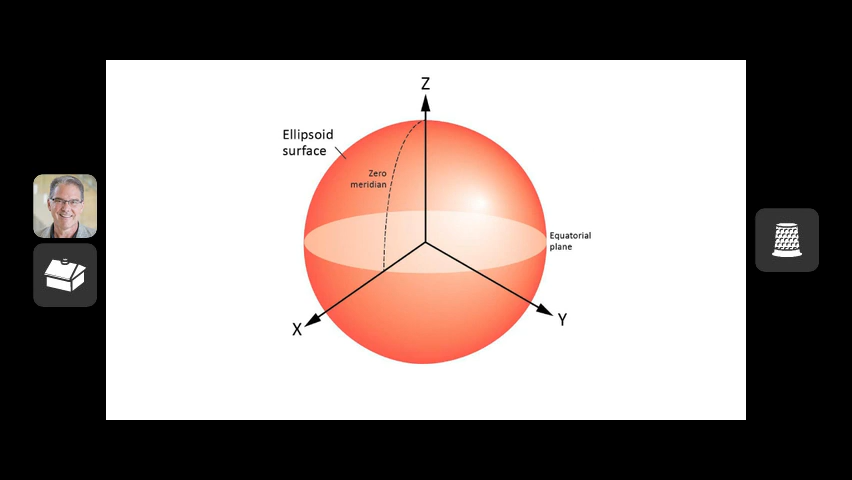 Z
Ellipsoid
surface
Zero
meridian
Equatorial
plane
X
Y